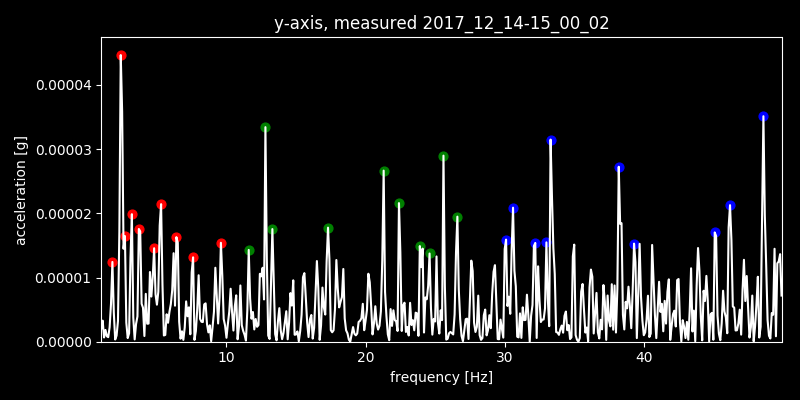 y-axis, measured 2017_12_14-15_00_02
acceleration [g]
0.00004
0.00003
0.00002
0.00001
0.00000
10 20 30 40
frequency [Hz]